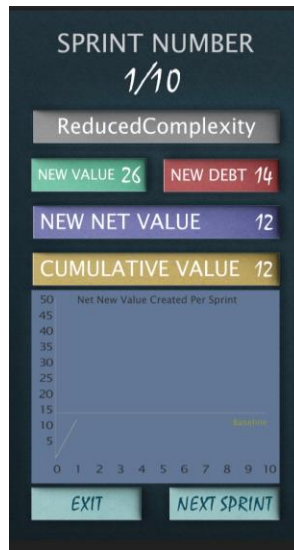 SPRINT NUMBER
1/10
ReducedComplexity
NEW VALUE 26
NEW DEBT 14
NEW NET VALUE 12
CUMULATIVE VALUE 12
Net New Value Created Per Sprint
50
45
40
35
30
25
20
15
10
5
Baseline
0 1 2 3 4 5 6 7 8 9 10
EXIT
NEXT SPRINT